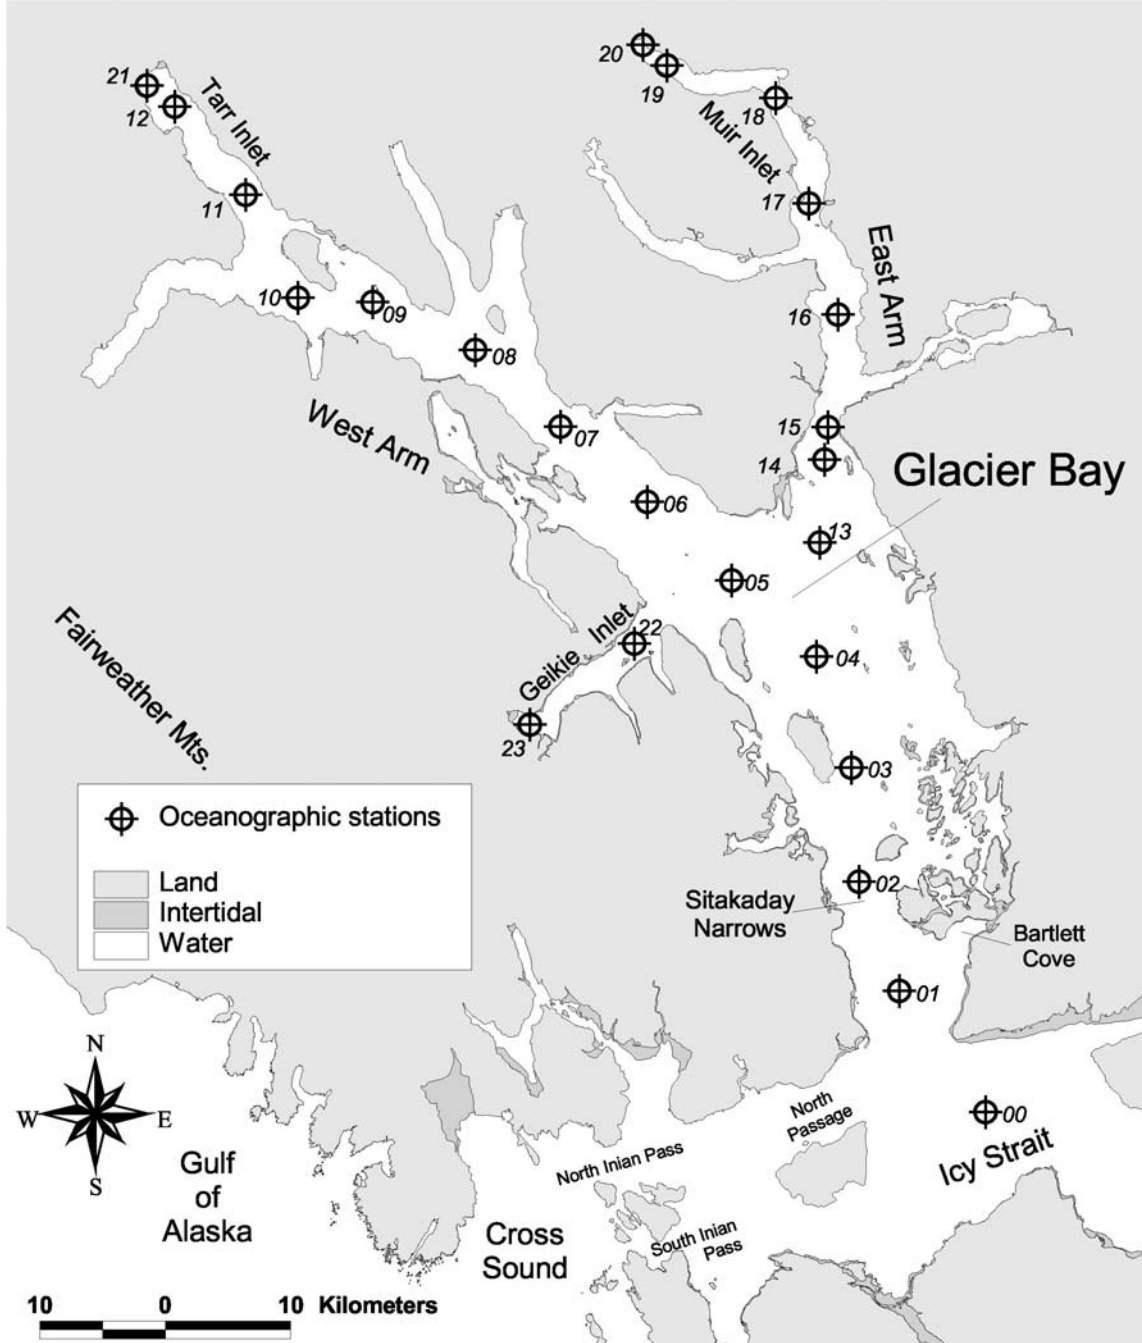 20
19
21
12
Tarr Inlet
18
Muir Inlet
11
17
East Arm
10
09
16
08
West Arm
07
15
14
Glacier Bay
06
13
05
Geikie Inlet
22
04
Fairweather Mts.
23
03
Oceanographic stations
Land
Intertidal
Water
02
Sitakaday
Narrows
Bartlett
Cove
01
N
W
E
S
North
Passage
00
Icy Strait
North Inian Pass
Gulf
of
Alaska
Cross
Sound
South Inian
Pass
10 0 10 Kilometers